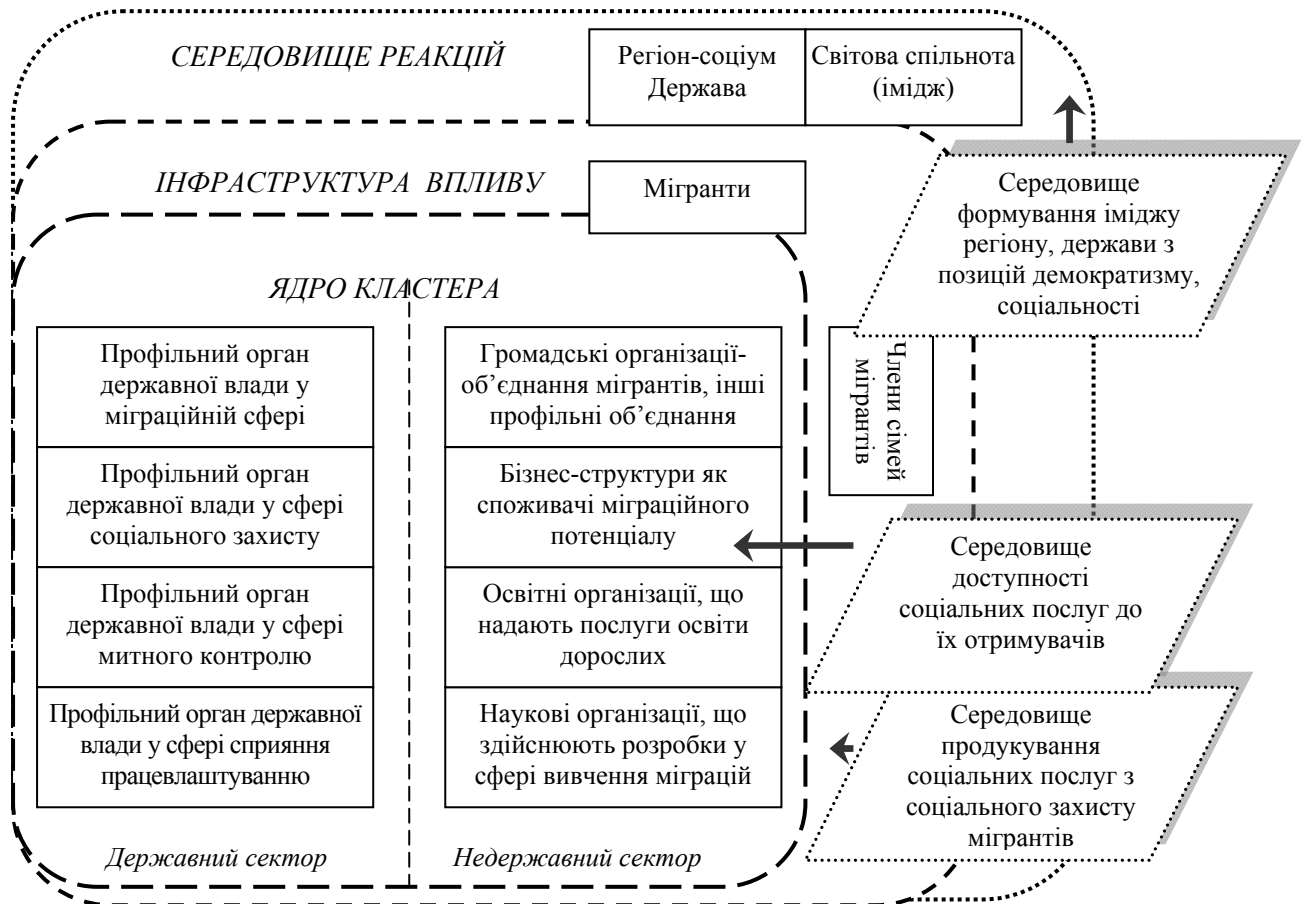 СЕРЕДОВИЩЕ РЕАКЦІЙ
Регіон-соціум
Держава
Світова спільнота
(імідж)
ІНФРАСТРУКТУРА ВПЛИВУ
Мігранти
Середовище
формування іміджу
регіону, держави з
позицій демократизму,
соціальності
ЯДРО КЛАСТЕРА
Профільний орган
державної влади у
міграційній сфері
Профільний орган
державної влади у сфері
соціального захисту
Профільний орган
державної влади у сфері
митного контролю
Профільний орган державної
влади у сфері сприяння
працевлаштуванню
Державний сектор
Громадські організації-
об’єднання мігрантів, інші
профільні об’єднання
Бізнес-структури як
споживачі міграційного
потенціалу
Освітні організації, що
надають послуги освіти
дорослих
Наукові організації, що
здійснюють розробки у
сфері вивчення міграцій
Недержавний сектор
Члени сімей
мігрантів
Середовище
доступності
соціальних послуг до
їх отримувачів
Середовище
продукування
соціальних послуг з
соціального захисту
мігрантів